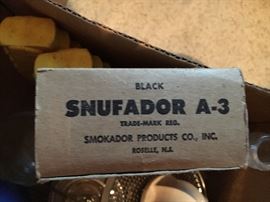 BLACK
SNUFADOR A-3
TRADE-MARK REG.
SMOKADOR PRODUCTS CO., INC.
ROSELLE, N.J.